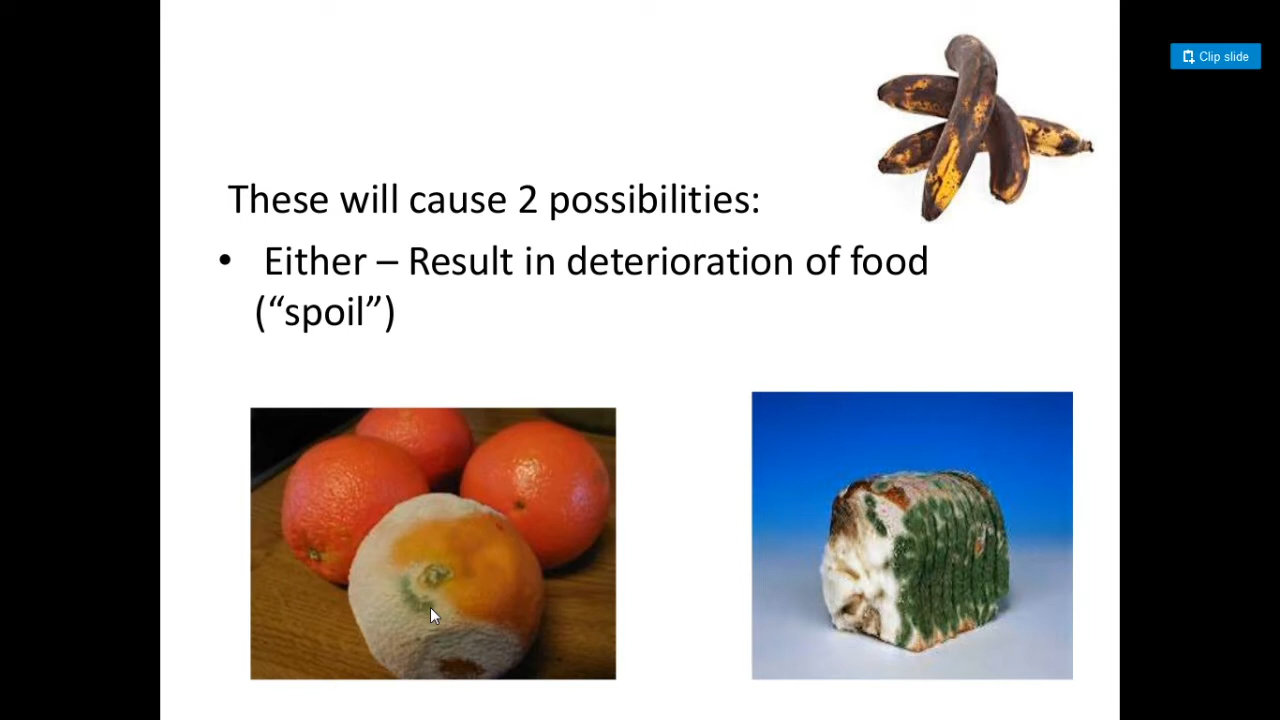 Clip slide
These will cause 2 possibilities:
• Either – Result in deterioration of food
(“spoil”)